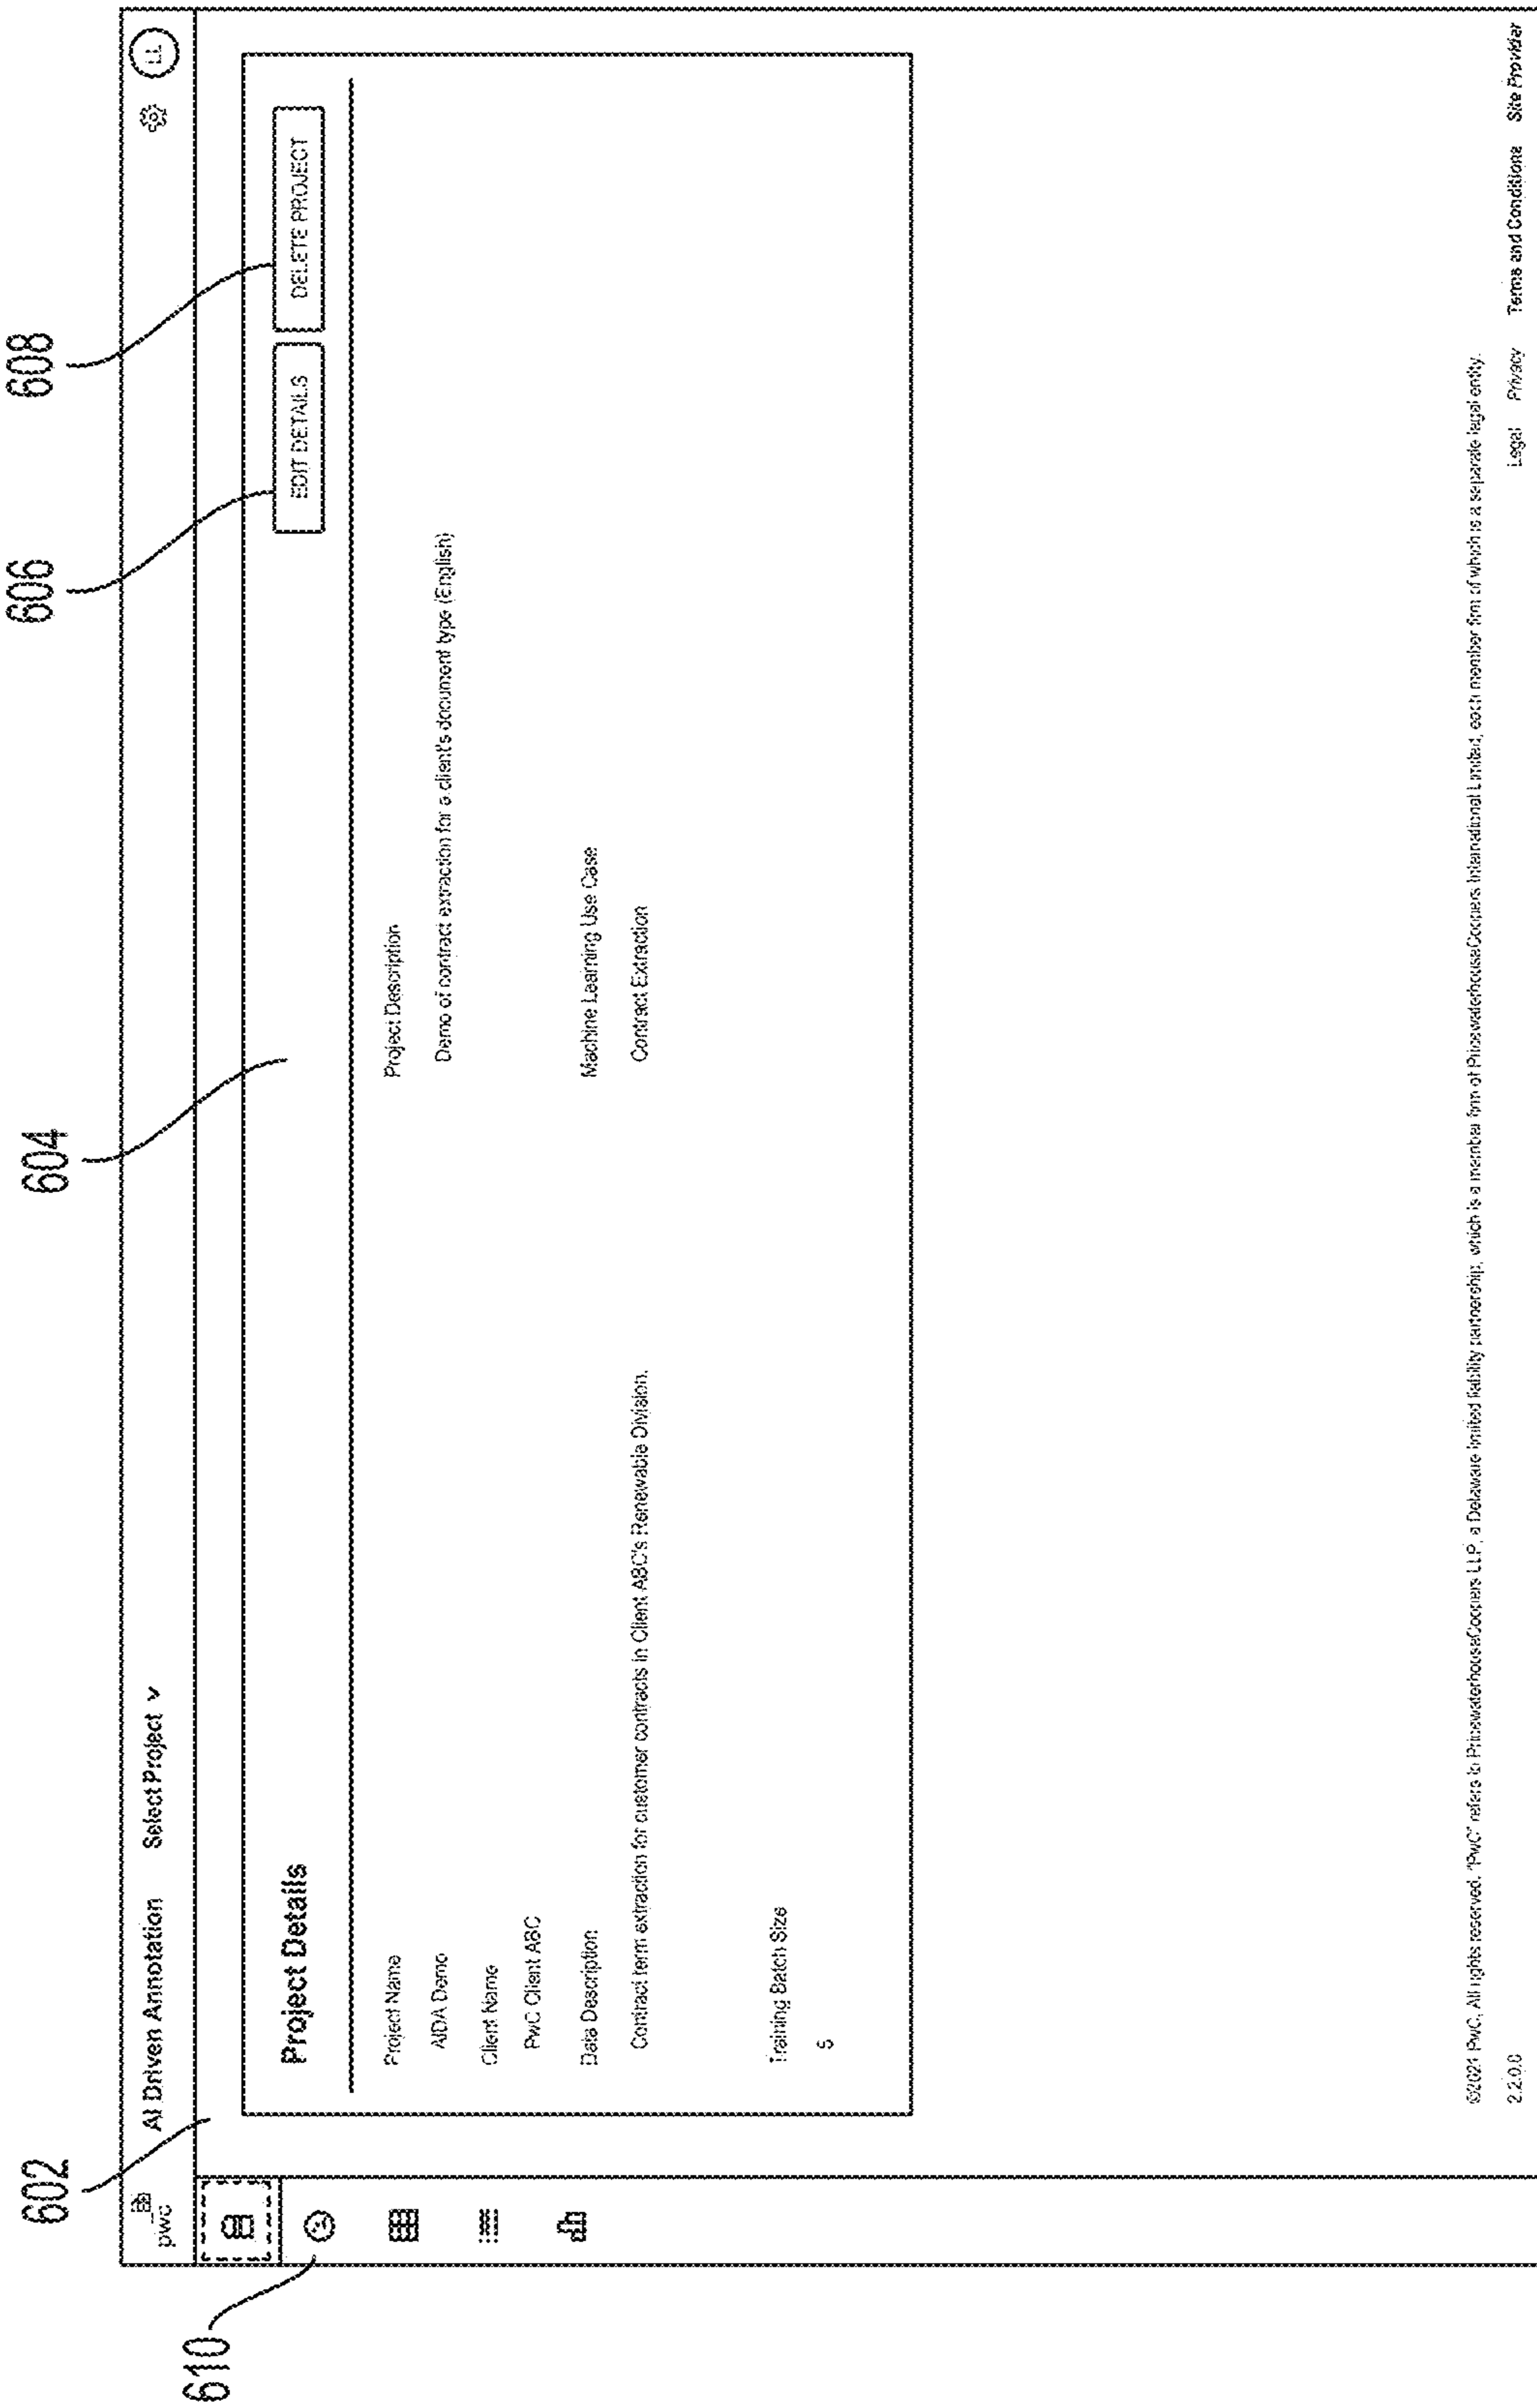 602
604
606
608
610
pwc
AI Driven Annotation Select Project
LL
Project Details
EDIT DETAILS
DELETE PROJECT
Project Name
Project Description
AIDA Demo
Demo of contract extraction for a client's document type (English)
Client Name
PwC Client ABC
Data Description
Machine Learning Use Case
Contract term extraction for customer contracts in Client ABC's Renewable Division.
Contract Extraction
Training Batch Size
5
©2021 PwC. All rights reserved. "PwC" refers to PricewaterhouseCoopers LLP, a Delaware limited liability partnership, which is a member firm of PricewaterhouseCoopers International Limited, each member firm of which is a separate legal entity.
2.2.0.0
Legal Privacy Terms and Conditions Site Provider